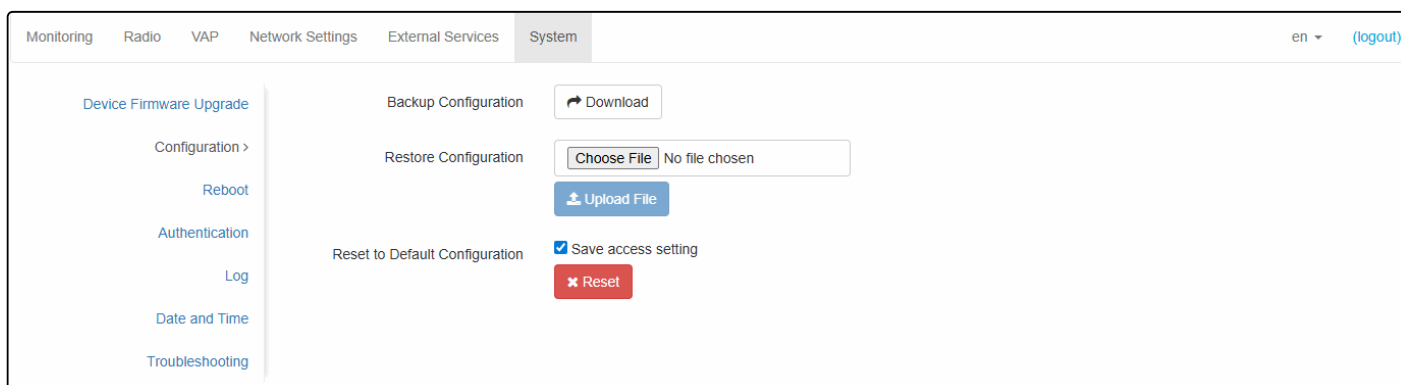 Monitoring Radio VAP Network Settings External Services System en (logout)
Device Firmware Upgrade
Configuration >
Reboot
Authentication
Log
Date and Time
Troubleshooting
Backup Configuration Download
Restore Configuration Choose File No file chosen
Upload File
Reset to Default Configuration Save access setting
Reset